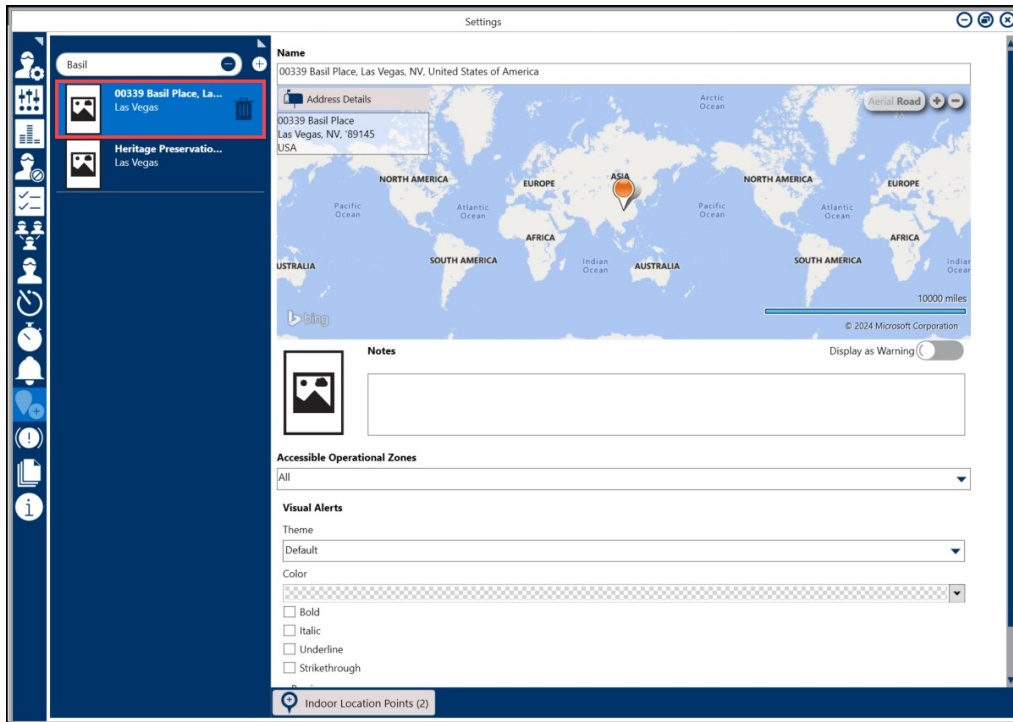 Settings
Basil
00339 Basil Place, La...
Las Vegas
Heritage Preservatio...
Las Vegas
Name
00339 Basil Place, Las Vegas, NV, United States of America
Address Details
00339 Basil Place
Las Vegas, NV, '89145
USA
Arctic
Ocean
Aerial Road
NORTH AMERICA
EUROPE
ASIA
NORTH AMERICA
EUROPE
Pacific
Ocean
Atlantic
Ocean
Pacific
Ocean
Atlantic
Ocean
AFRICA
AFRICA
USTRALIA
SOUTH AMERICA
Indian
Ocean
AUSTRALIA
SOUTH AMERICA
Indian
Ocean
10000 miles
bing
© 2024 Microsoft Corporation
Notes
Display as Warning
Accessible Operational Zones
All
Visual Alerts
Theme
Default
Color
Bold
Italic
Underline
Strikethrough
Indoor Location Points (2)